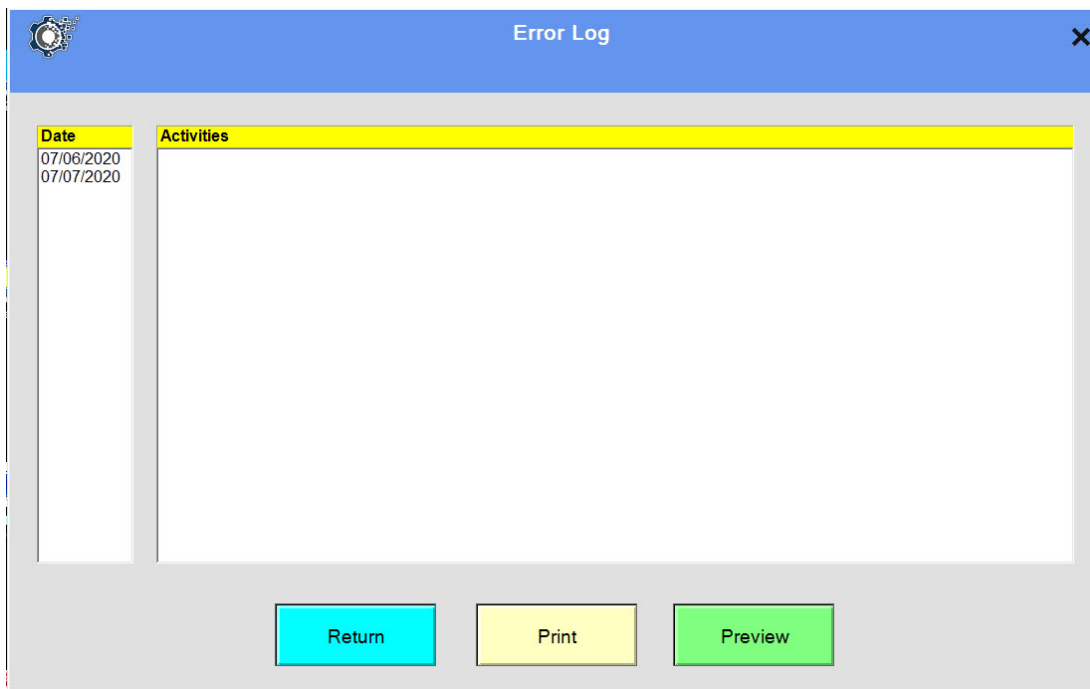 Error Log
Date
Activities
07/06/2020
07/07/2020
Return
Print
Preview